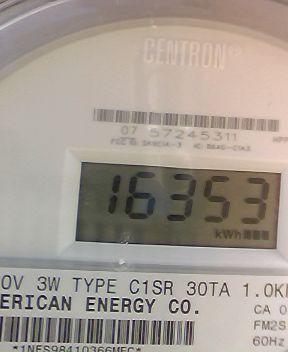 CENTRON®
07 57245311
16353
kWh
0V 3W TYPE C1SR 30TA 1.0K
ERICAN ENERGY CO. CA 0
FM2S
60Hz
*1NES98410366MFC*